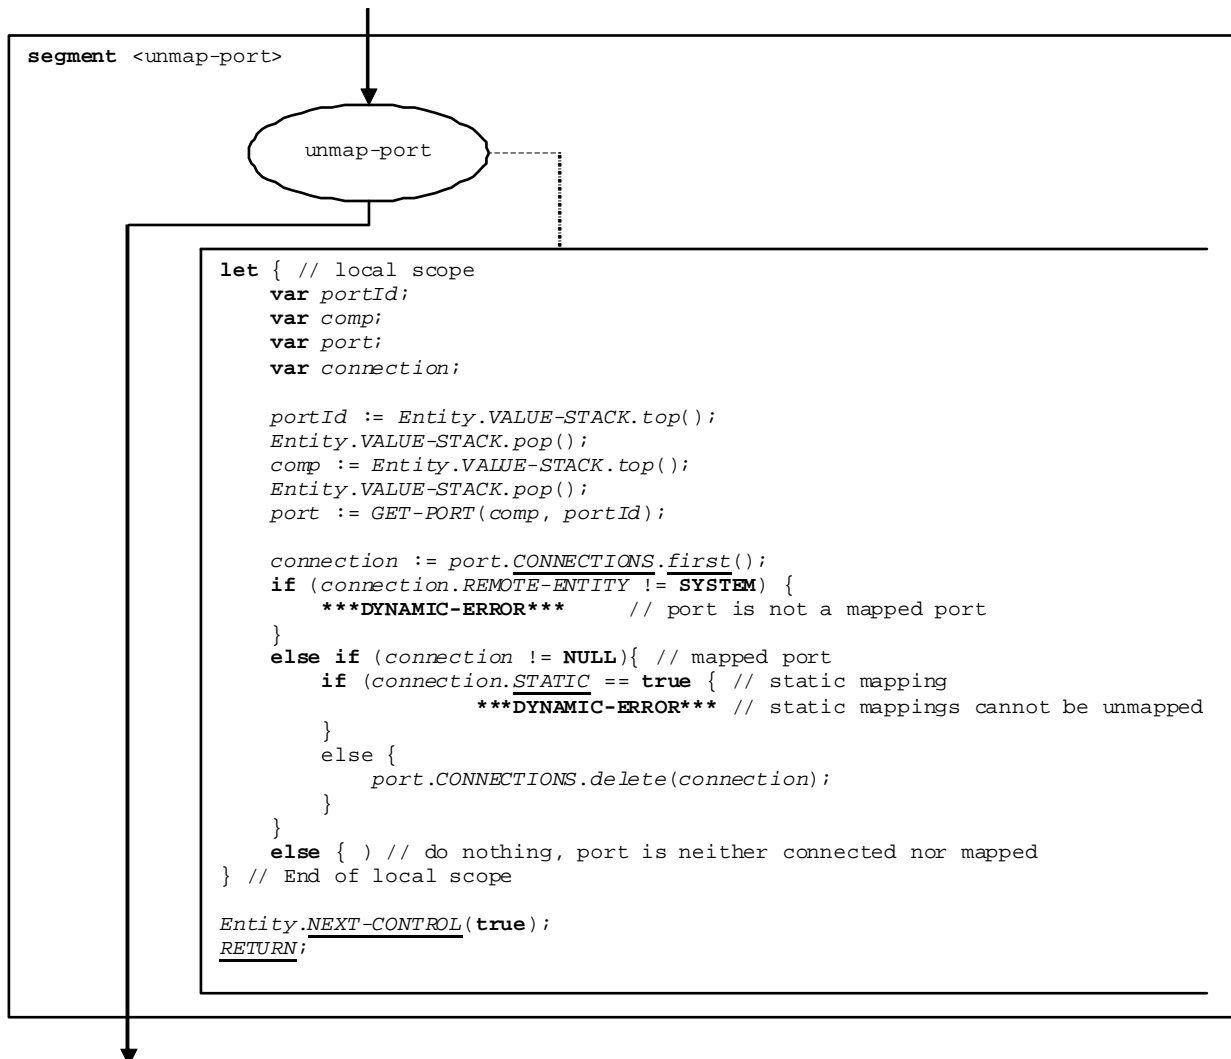 segment <unmap-port>
unmap-port
let { // local scope
var portId;
var comp;
var port;
var connection;
portId := Entity.VALUE-STACK.top();
Entity.VALUE-STACK.pop();
comp := Entity.VALUE-STACK.top();
Entity.VALUE-STACK.pop();
port := GET-PORT(comp, portId);
connection := port.CONNECTIONS.first();
if (connection.REMOTE-ENTITY != SYSTEM) {
***DYNAMIC-ERROR*** // port is not a mapped port
}
else if (connection != NULL){ // mapped port
if (connection.STATIC == true { // static mapping
***DYNAMIC-ERROR*** // static mappings cannot be unmapped
}
else {
port.CONNECTIONS.delete(connection);
}
}
else { ) // do nothing, port is neither connected nor mapped
} // End of local scope
Entity.NEXT-CONTROL(true);
RETURN;